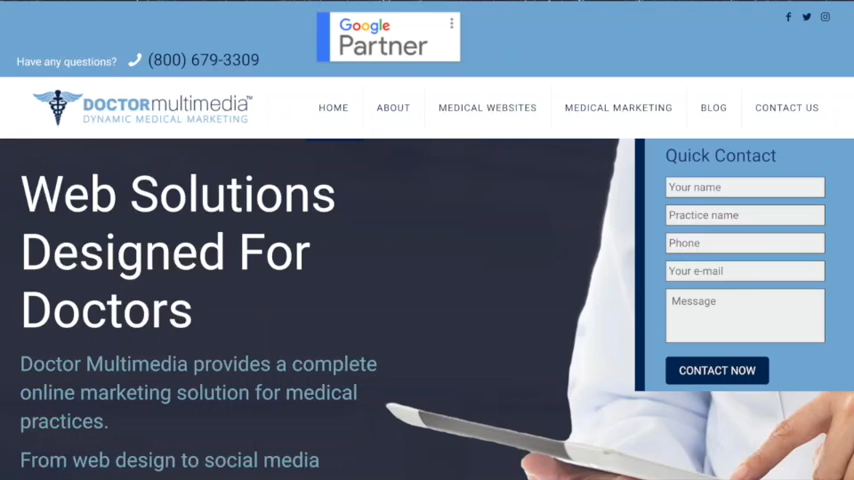 Google
Partner
Have any questions? (800) 679-3309
DOCTORmultimedia™
DYNAMIC MEDICAL MARKETING
HOME ABOUT MEDICAL WEBSITES MEDICAL MARKETING BLOG CONTACT US
Web Solutions
Designed For
Doctors
Doctor Multimedia provides a complete
online marketing solution for medical
practices.
From web design to social media
Quick Contact
Your name
Practice name
Phone
Your e-mail
Message
CONTACT NOW